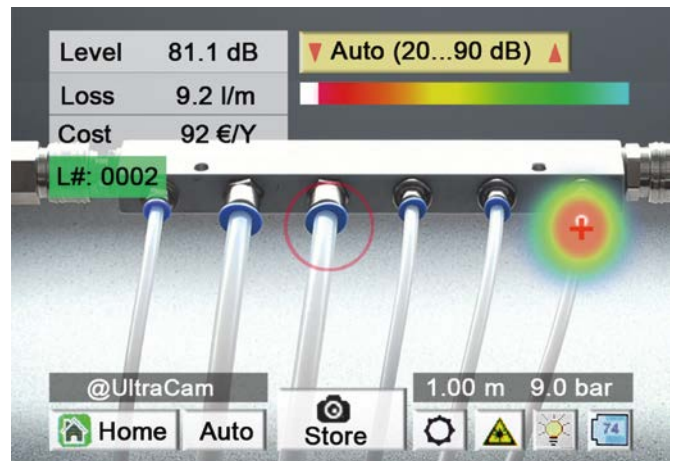 Level 81.1 dB
Auto (20...90 dB)
Loss 9.2 l/m
Cost 92 €/Y
L#: 0002
@UltraCam
1.00 m 9.0 bar
Home
Auto
Store
74